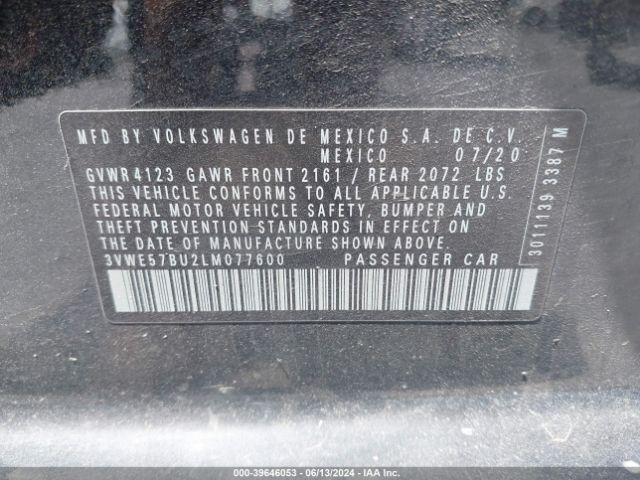 MFD BY VOLKSWAGEN DE MEXICO S.A. DE C.V.
MEXICO 07/20
GVWR 4123 GAWR FRONT 2161 / REAR 2072 LBS
THIS VEHICLE CONFORMS TO ALL APPLICABLE U.S.
FEDERAL MOTOR VEHICLE SAFETY, BUMPER AND
THEFT PREVENTION STANDARDS IN EFFECT ON
THE DATE OF MANUFACTURE SHOWN ABOVE.
3VWE57BU2LM077600 PASSENGER CAR
3011139 3387 M
000-39646053 - 06/13/2024 - IAA Inc.